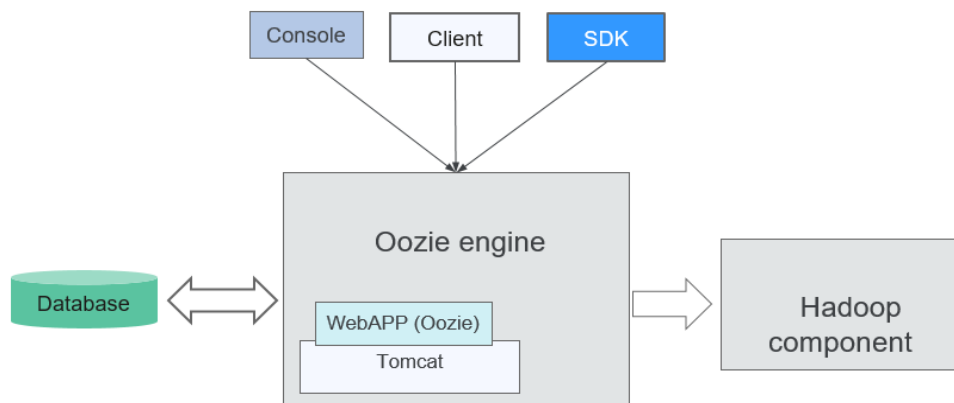 Console
Client
SDK
Oozie engine
Database
WebAPP (Oozie)
Tomcat
Hadoop
component